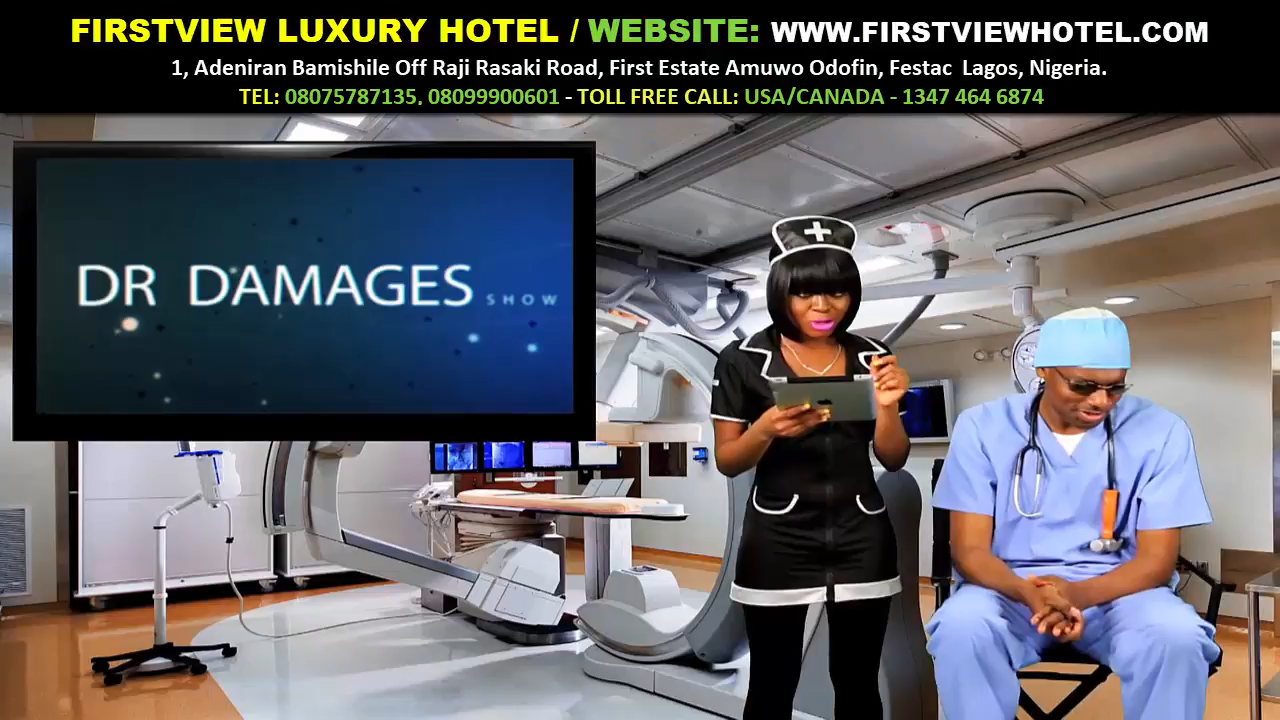 FIRSTVIEW LUXURY HOTEL / WEBSITE: WWW.FIRSTVIEWHOTEL.COM
1, Adeniran Bamishile Off Raji Rasaki Road, First Estate Amuwo Odofin, Festac Lagos, Nigeria.
TEL: 08075787135, 08099900601 - TOLL FREE CALL: USA/CANADA - 1347 464 6874
DR DAMAGES SHOW